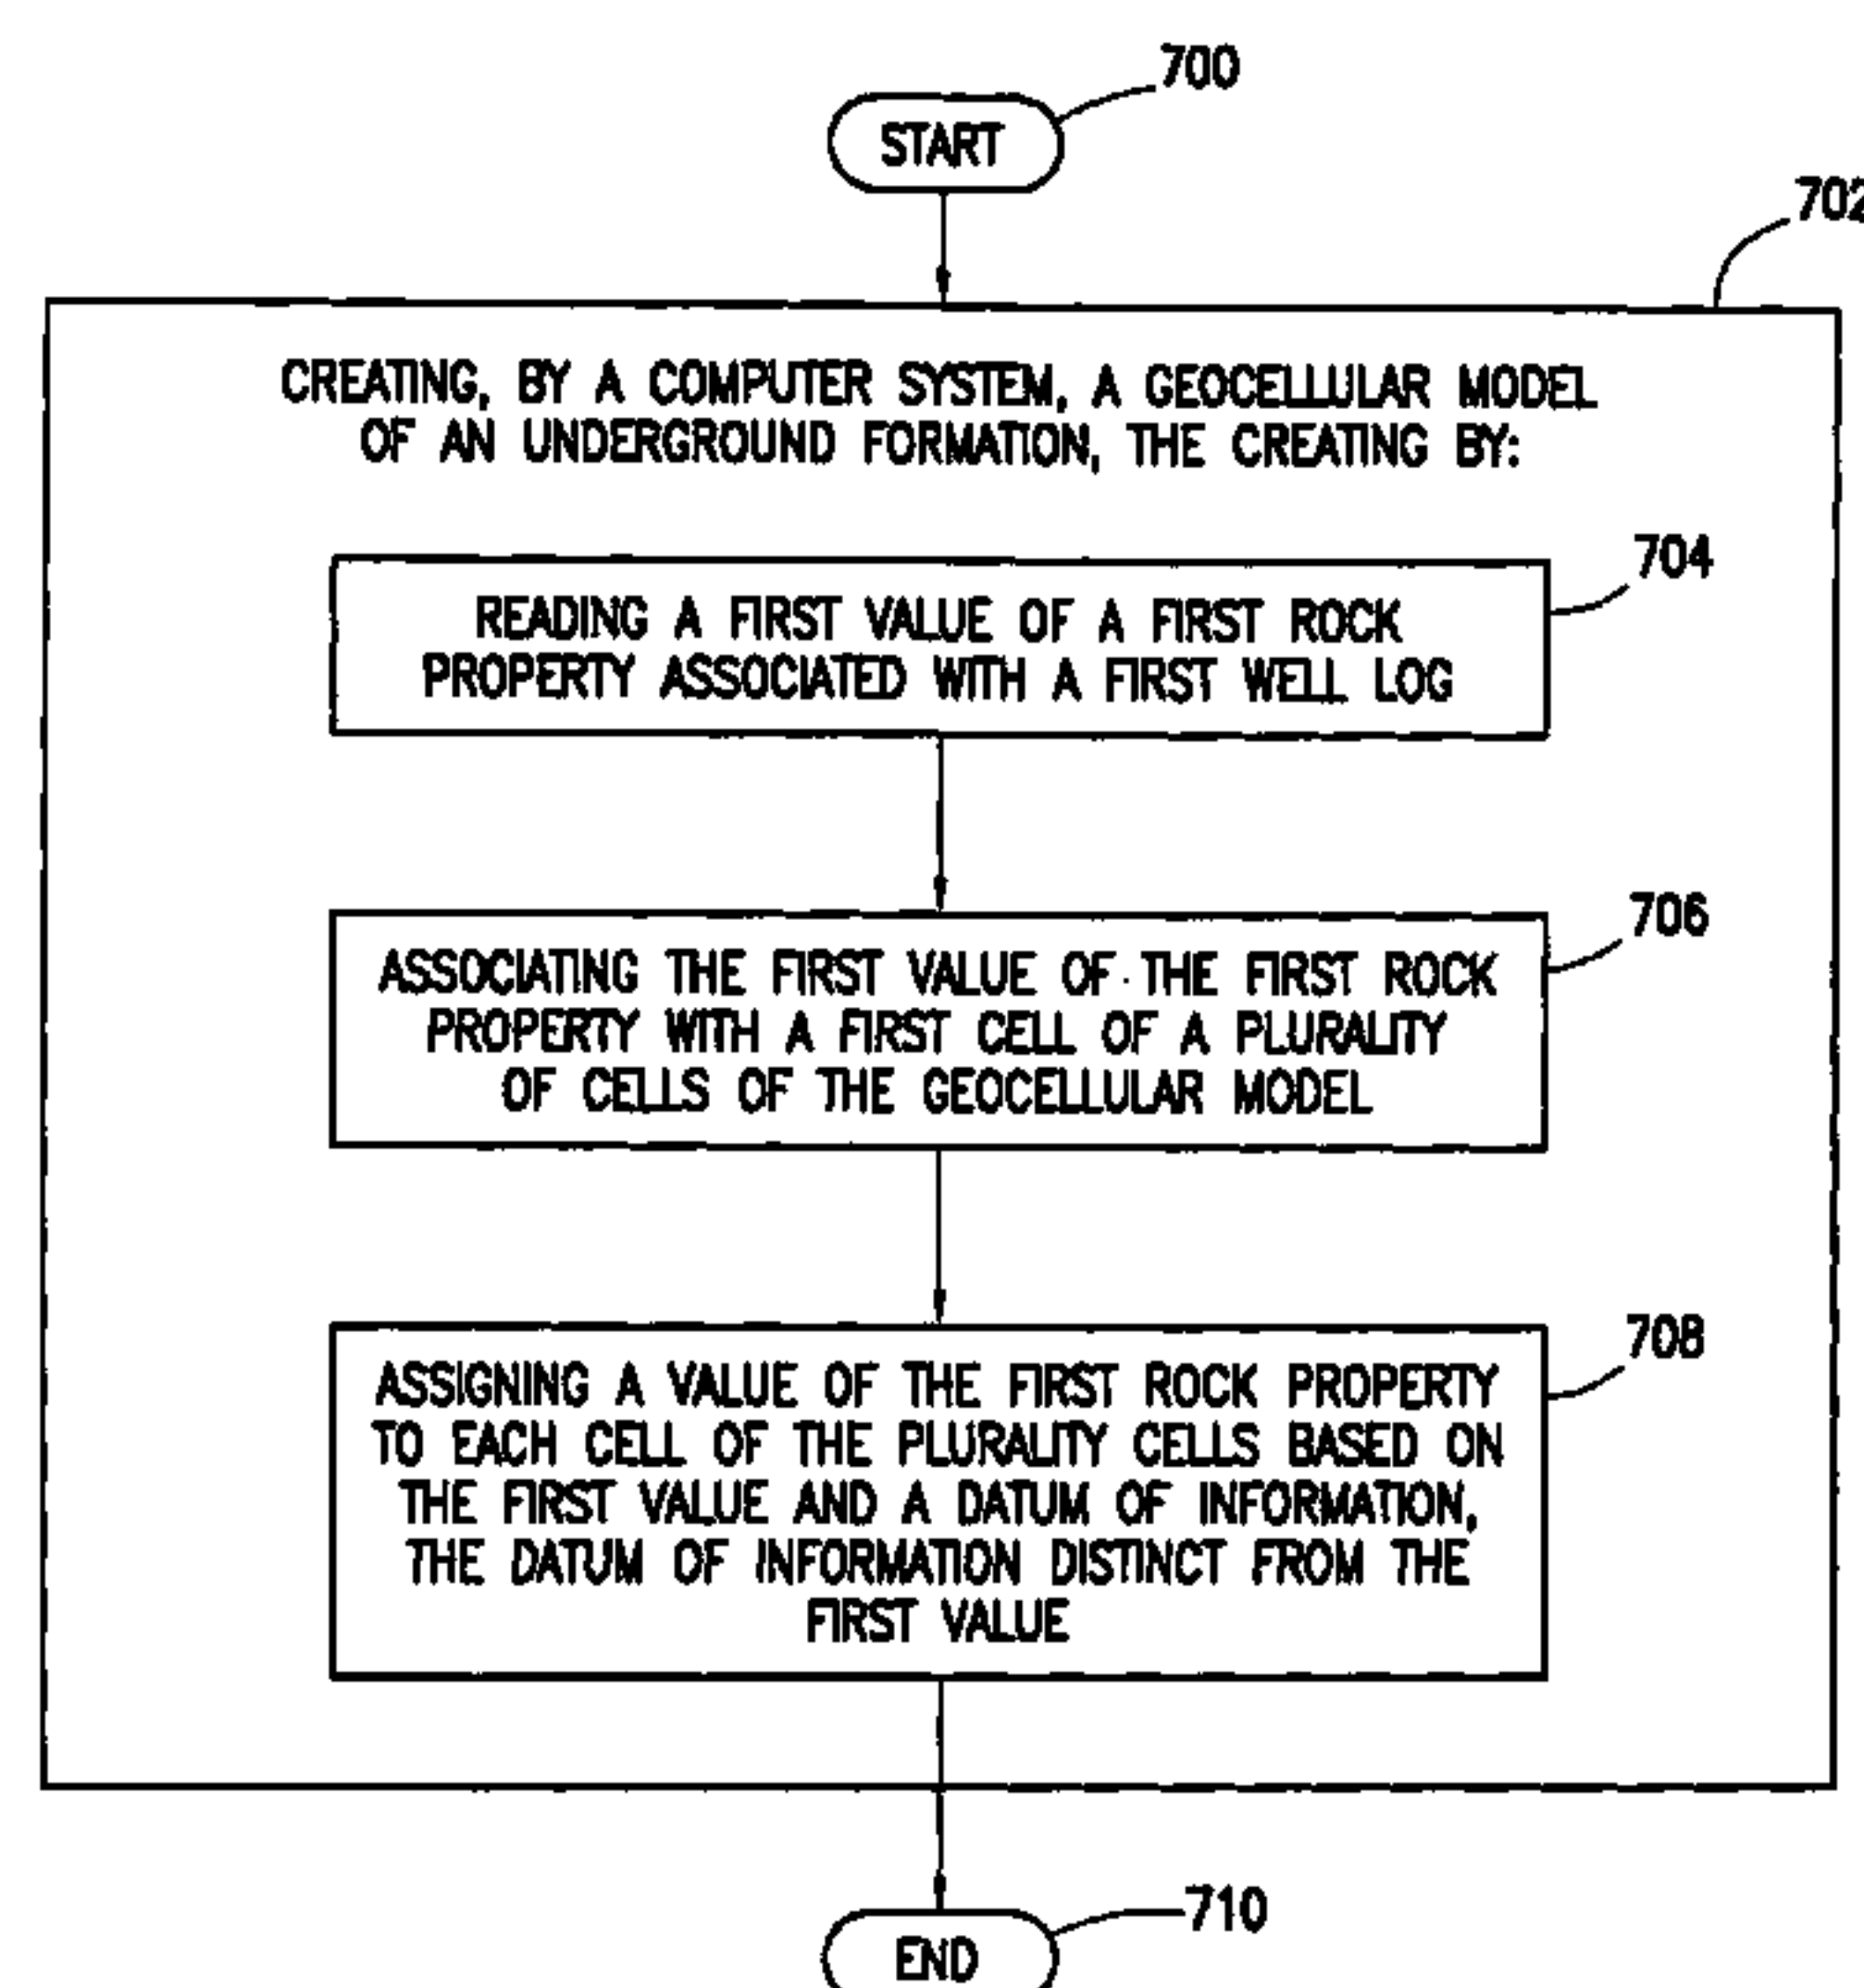 700
START
702
CREATING, BY A COMPUTER SYSTEM, A GEOCELLULAR MODEL
OF AN UNDERGROUND FORMATION, THE CREATING BY:
704
READING A FIRST VALUE OF A FIRST ROCK
PROPERTY ASSOCIATED WITH A FIRST WELL LOG
706
ASSOCIATING THE FIRST VALUE OF THE FIRST ROCK
PROPERTY WITH A FIRST CELL OF A PLURALITY
OF CELLS OF THE GEOCELLULAR MODEL
708
ASSIGNING A VALUE OF THE FIRST ROCK PROPERTY
TO EACH CELL OF THE PLURALITY CELLS BASED ON
THE FIRST VALUE AND A DATUM OF INFORMATION,
THE DATUM OF INFORMATION DISTINCT FROM THE
FIRST VALUE
710
END